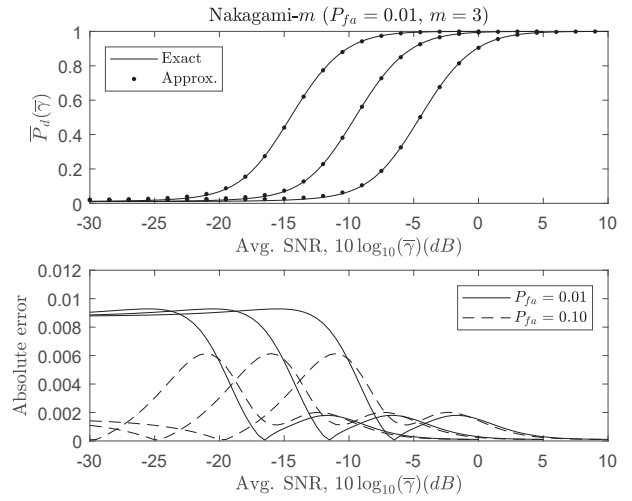 Nakagami-m (P_fa = 0.01, m = 3)
1
0.8
0.6
0.4
0.2
0
P̅_d(γ̅)
Exact
Approx.
-30 -25 -20 -15 -10 -5 0 5 10
Avg. SNR, 10 log₁₀(γ̅)(dB)
0.012
0.01
0.008
0.006
0.004
0.002
0
Absolute error
P_fa = 0.01
P_fa = 0.10
-30 -25 -20 -15 -10 -5 0 5 10
Avg. SNR, 10 log₁₀(γ̅)(dB)